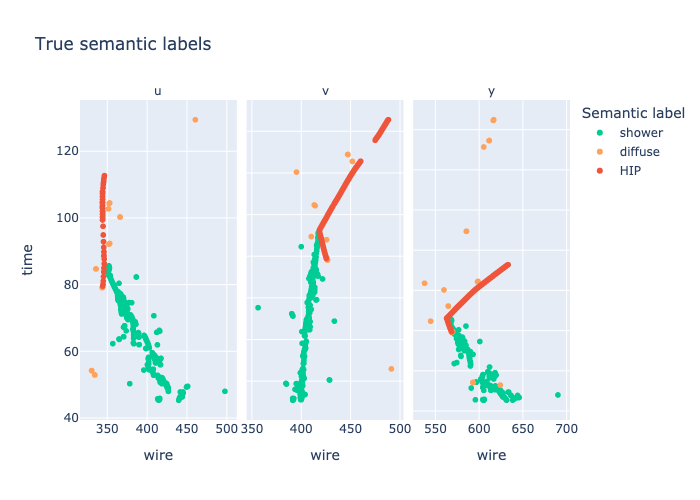 True semantic labels
u
v
y
Semantic label
shower
diffuse
HIP
time
120
100
80
60
40
350 400 450 500
350 400 450 500
550 600 650 700
wire
wire
wire